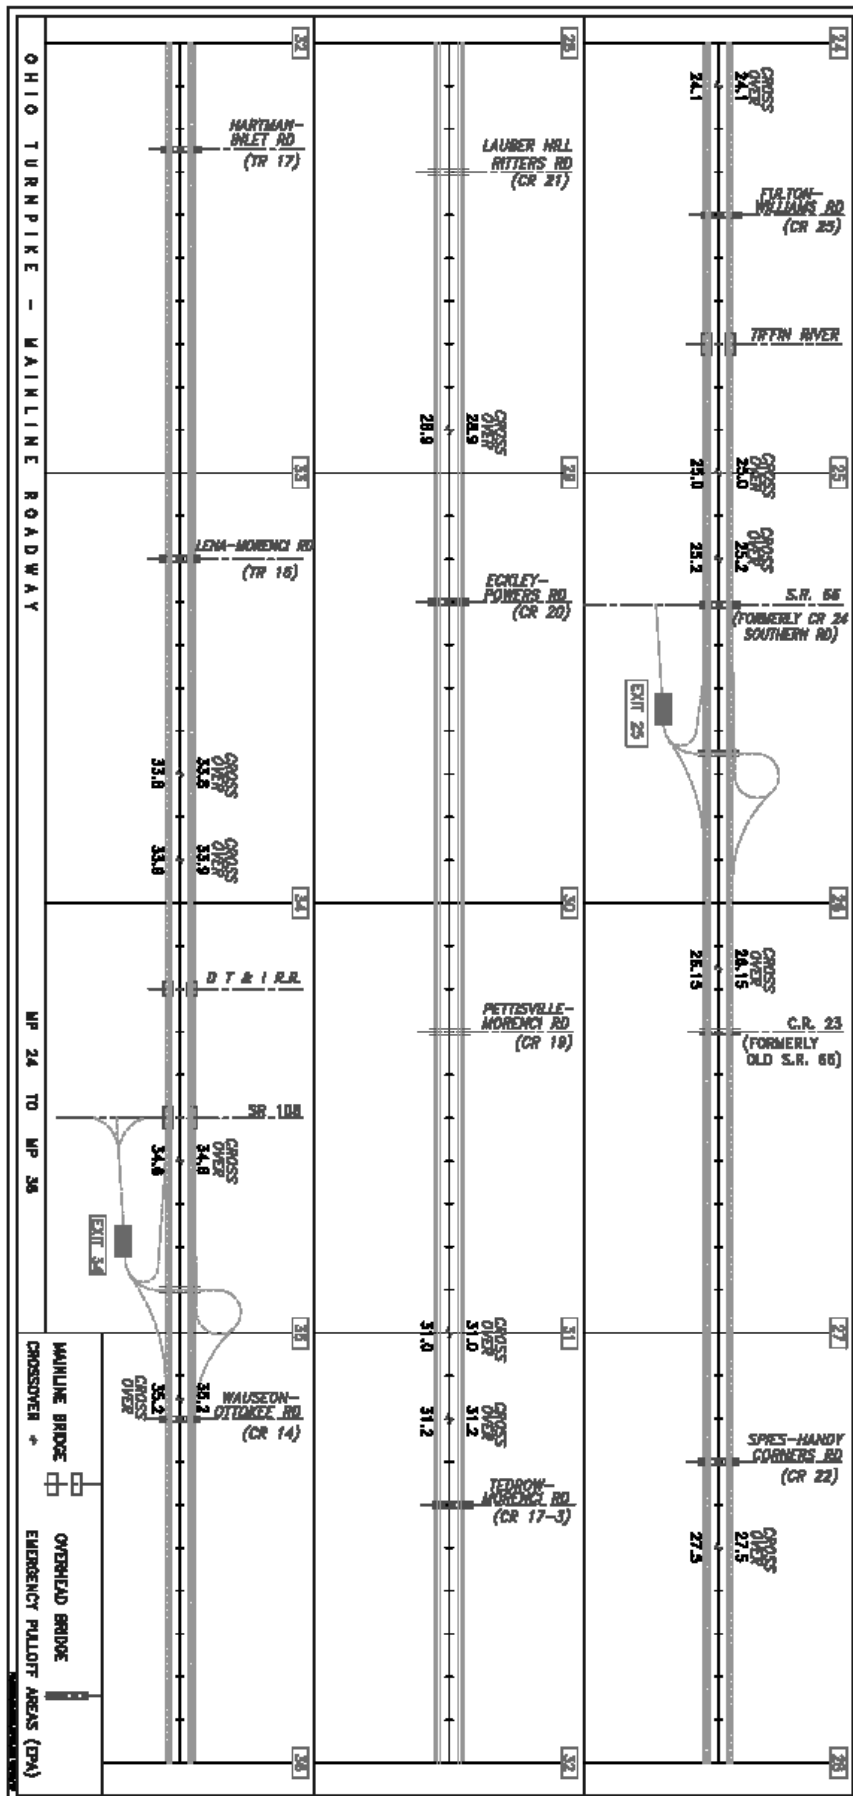 24
CROSS
OVER
24.1
24.1
FULTON-
WILLIAMS RD
(CR 25)
TIFFIN RIVER
25
CROSS
OVER
25.0
25.0
CROSS
OVER
25.2
25.2
S.R. 66
(FORMERLY CR 24
SOUTHERN RD)
EXIT 25
26
CROSS
OVER
26.15
26.15
C.R. 23
(FORMERLY
OLD S.R. 66)
27
SPIES-HANDY
CORNERS RD
(CR 22)
CROSS
OVER
27.5
27.5
28
28
LAUBER HILL
RITTERS RD
(CR 21)
CROSS
OVER
28.9
28.9
29
ECKLEY-
POWERS RD
(CR 20)
30
PETTISVILLE-
MORENCI RD
(CR 19)
31
CROSS
OVER
31.0
31.0
CROSS
OVER
31.2
31.2
TEDROW-
MORENCI RD
(CR 17-3)
32
32
HARTMAN-
INLET RD
(TR 17)
33
LENA-MORENCI RD
(TR 16)
CROSS
OVER
33.8
33.8
CROSS
OVER
33.9
33.9
34
D T & I R.R.
SR 108
CROSS
OVER
34.6
34.6
EXIT 34
35
CROSS
OVER
35.2
35.2
WAUSEON-
OTTOKEE RD
(CR 14)
36
OHIO TURNPIKE - MAINLINE ROADWAY
MP 24 TO MP 36
MAINLINE BRIDGE
OVERHEAD BRIDGE
CROSSOVER
EMERGENCY PULLOFF AREAS (EPA)